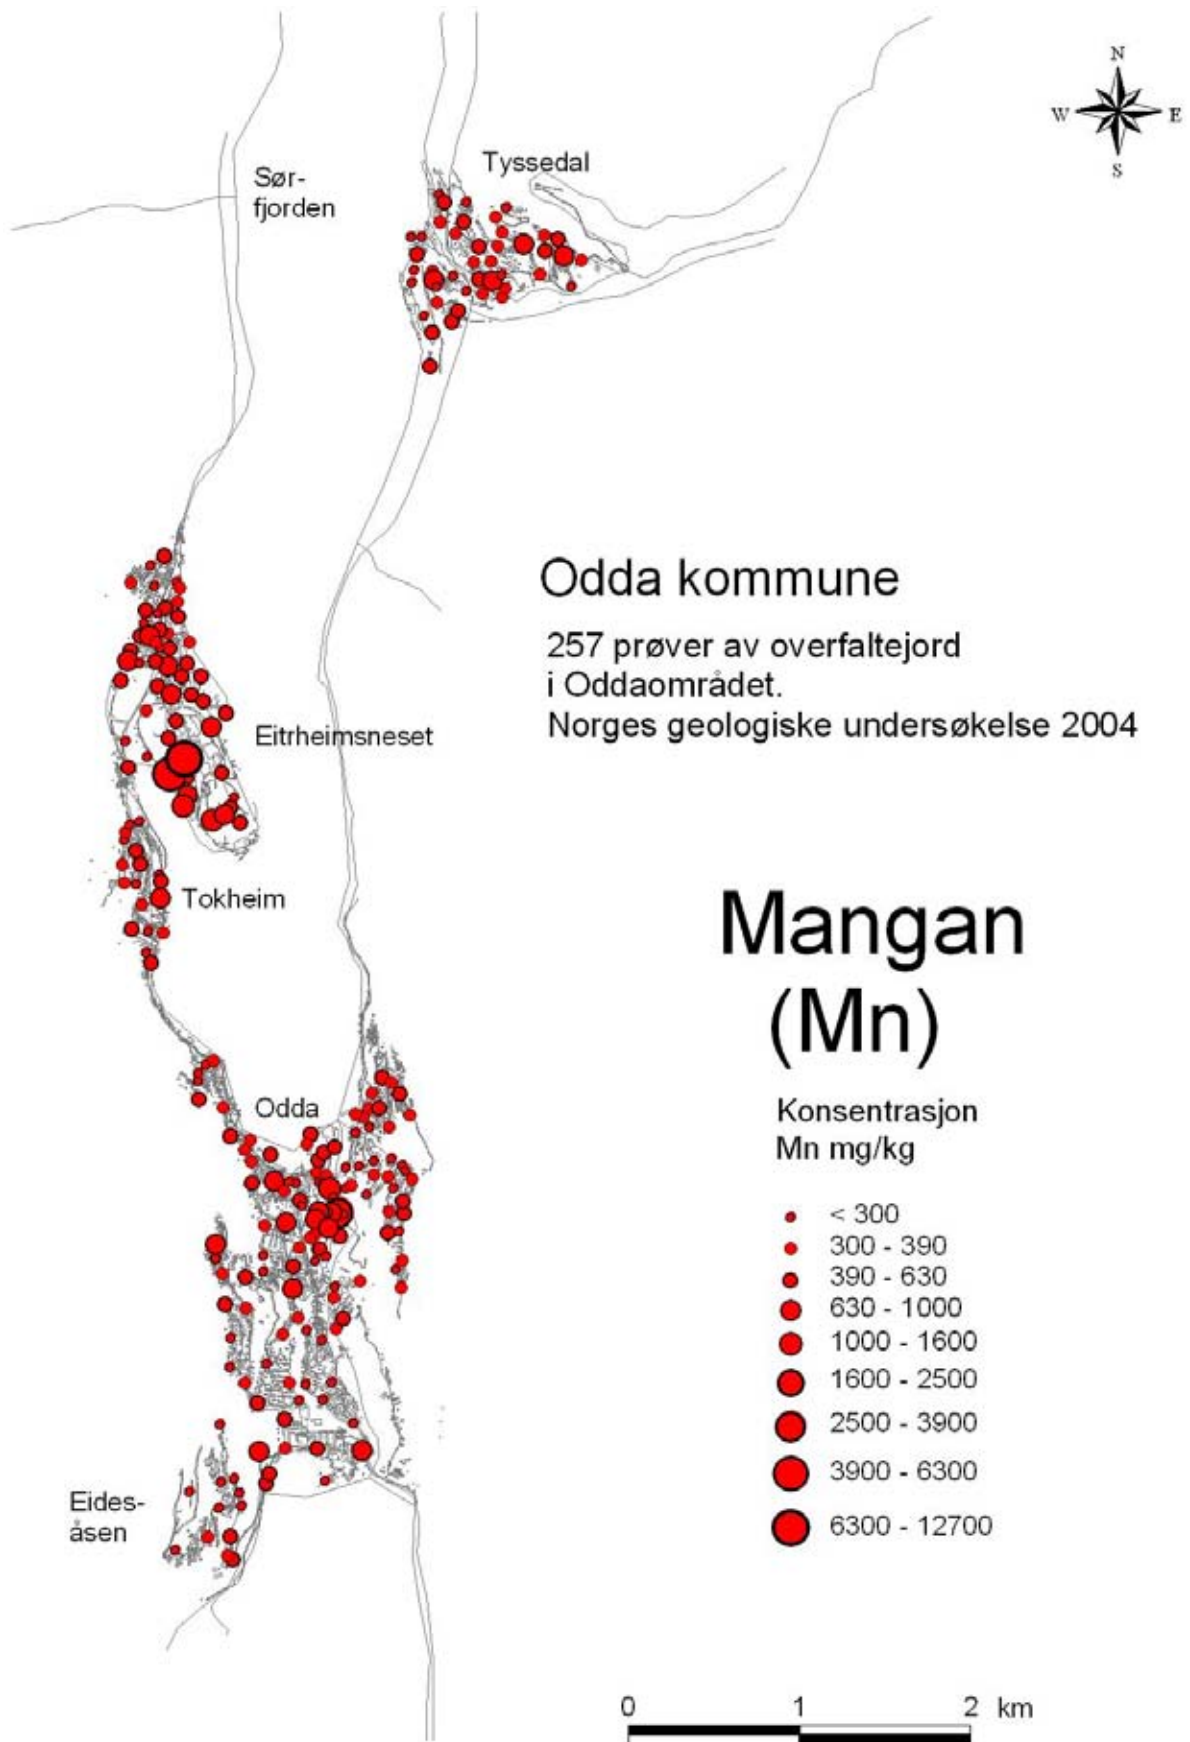 N
W E
S
Tyssedal
Sør-
fjorden
Odda kommune
257 prøver av overfaltejord
i Oddaområdet.
Norges geologiske undersøkelse 2004
Eitrheimsneset
Tokheim
Mangan
(Mn)
Odda
Konsentrasjon
Mn mg/kg
< 300
300 - 390
390 - 630
630 - 1000
1000 - 1600
1600 - 2500
2500 - 3900
3900 - 6300
6300 - 12700
Eides-
åsen
0 1 2 km